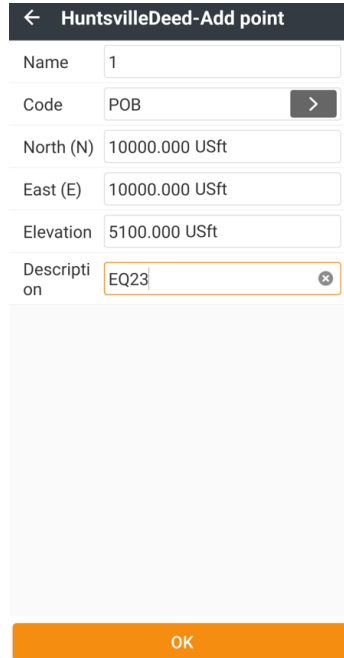 HuntsvilleDeed-Add point
Name 1
Code POB
North (N) 10000.000 USft
East (E) 10000.000 USft
Elevation 5100.000 USft
Descripti
on EQ23
OK